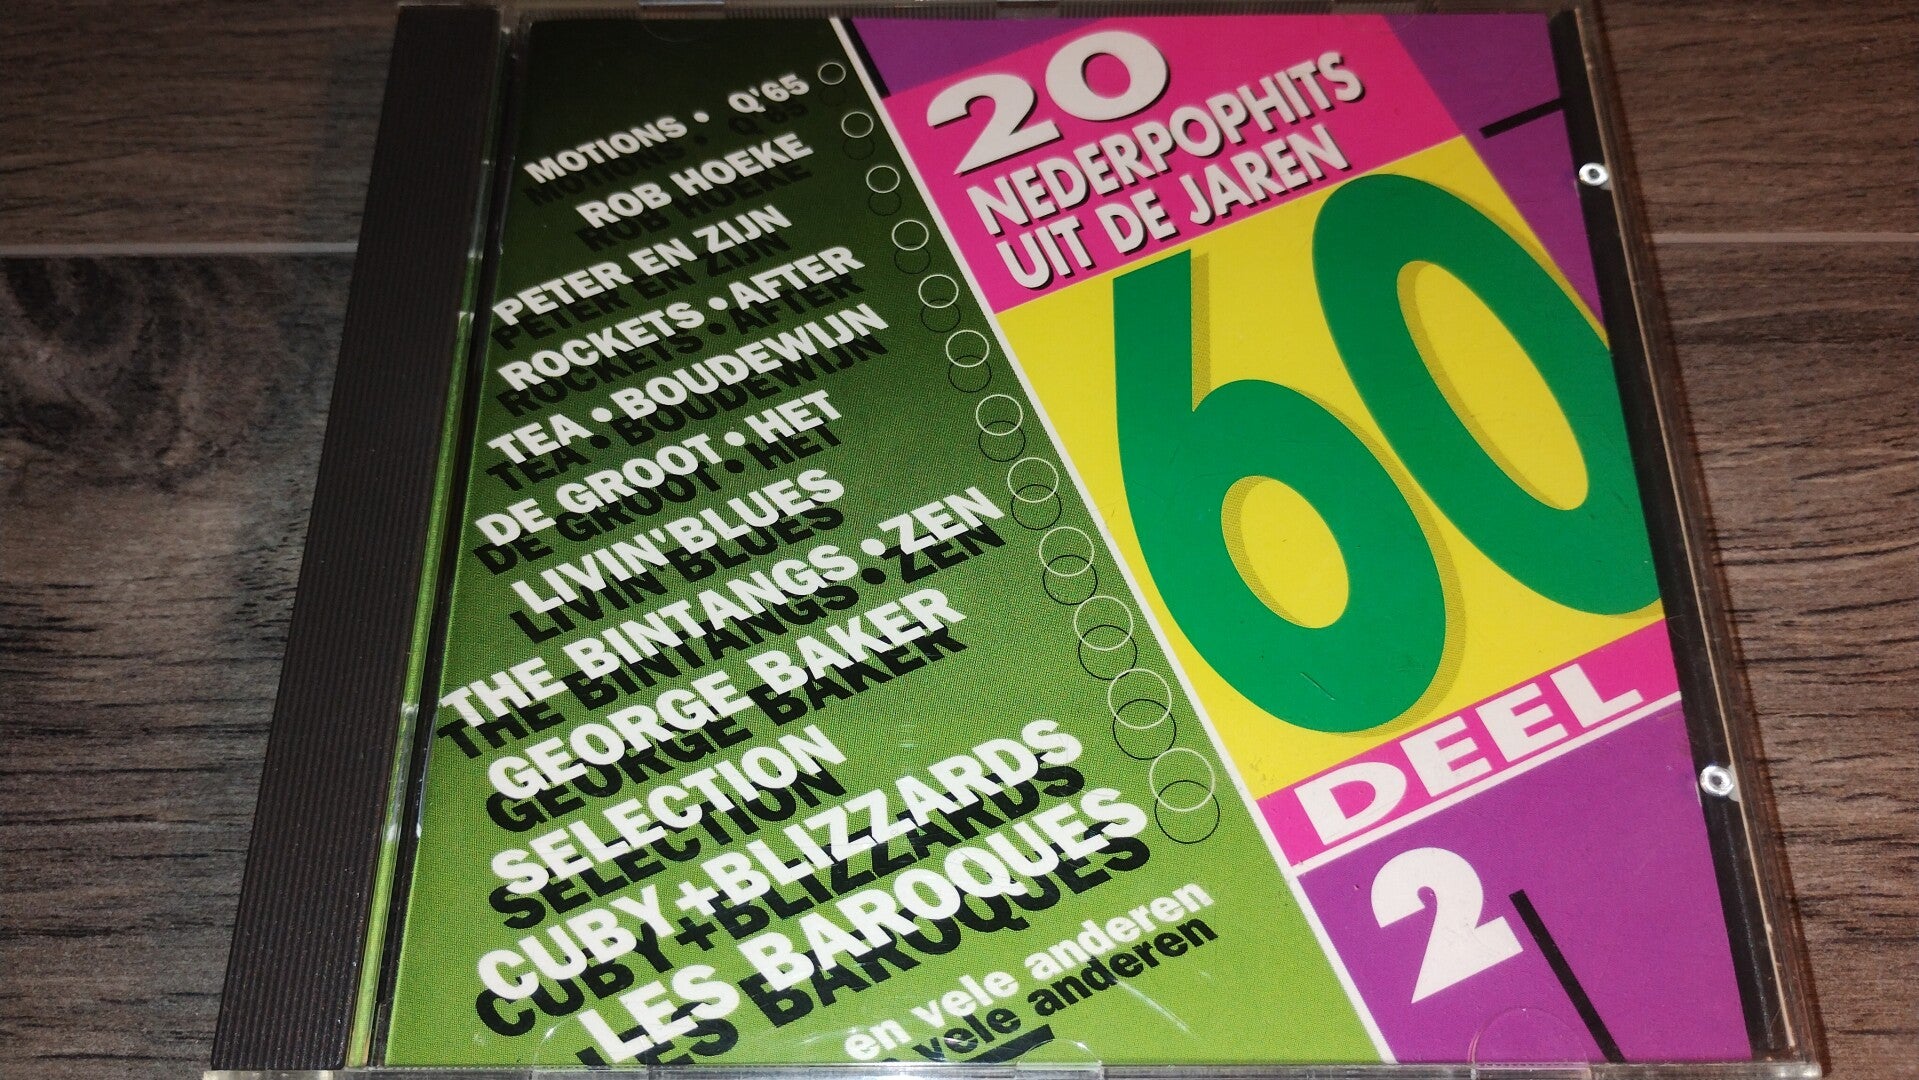 MOTIONS • Q'65
ROB HOEKE
PETER EN ZIJN
ROCKETS • AFTER
TEA • BOUDEWIJN
DE GROOT • HET
LIVIN'BLUES
THE BINTANGS • ZEN
GEORGE BAKER
SELECTION
CUBY+BLIZZARDS
LES BAROQUES
en vele anderen
20
NEDERPOPHITS
UIT DE JAREN
60
DEEL
2